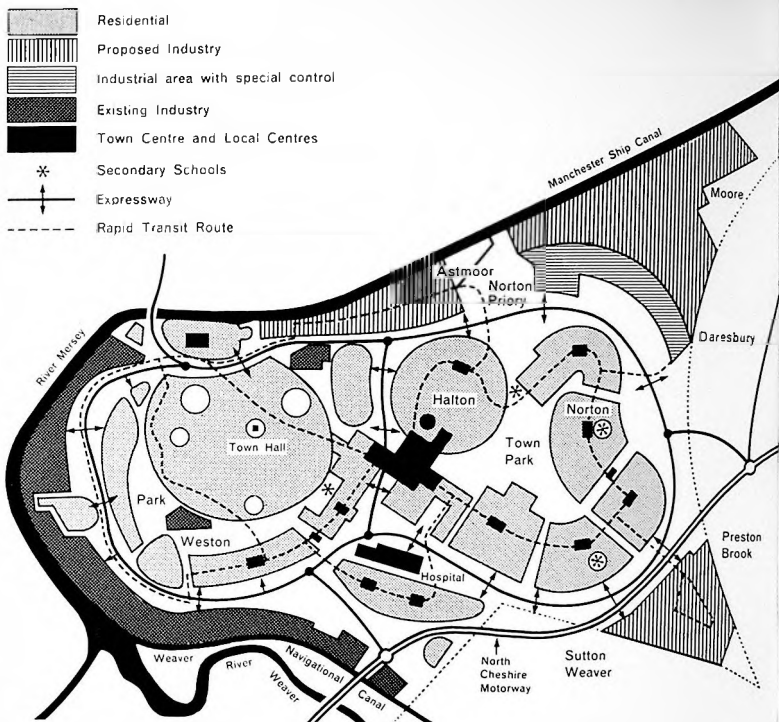 Residential
Proposed Industry
Industrial area with special control
Existing Industry
Town Centre and Local Centres
Secondary Schools
Expressway
Rapid Transit Route
Manchester Ship Canal
Moore
Astmoor
Norton
Priory
River Mersey
Daresbury
Halton
Norton
Town Hall
Town
Park
Park
Weston
Preston
Brook
Hospital
Weaver
River
Weaver
Navigational
Canal
North
Cheshire
Motorway
Sutton
Weaver